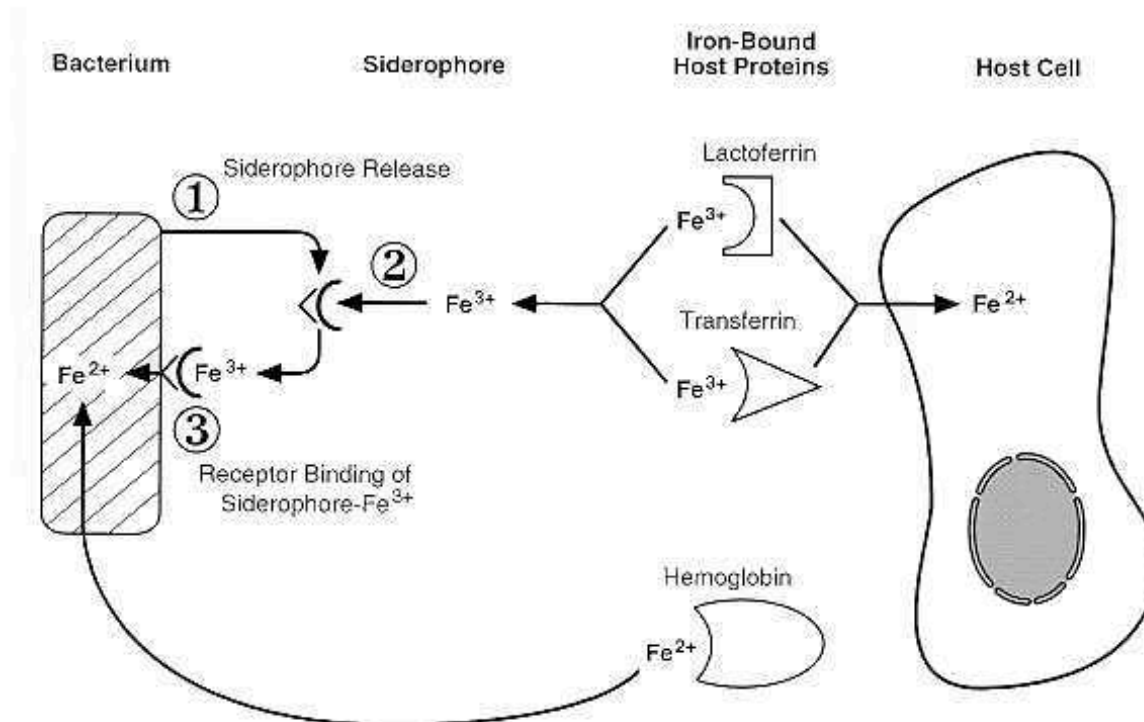 Bacterium
Siderophore
Iron-Bound
Host Proteins
Host Cell
Siderophore Release
①
Lactoferrin
Fe³⁺
②
Fe³⁺
Fe²⁺
Transferrin
Fe²⁺
Fe³⁺
Fe³⁺
③
Receptor Binding of
Siderophore-Fe³⁺
Hemoglobin
Fe²⁺